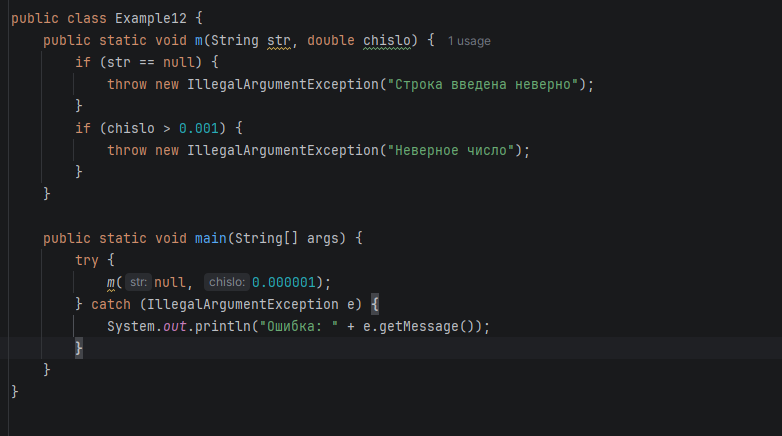 public class Example12 {
    public static void m(String str, double chislo) { 1 usage
        if (str == null) {
            throw new IllegalArgumentException("Строка введена неверно");
        }
        if (chislo > 0.001) {
            throw new IllegalArgumentException("Неверное число");
        }
    }

    public static void main(String[] args) {
        try {
            m( str: null, chislo: 0.000001);
        } catch (IllegalArgumentException e) {
            System.out.println("Ошибка: " + e.getMessage());
        }
    }
}